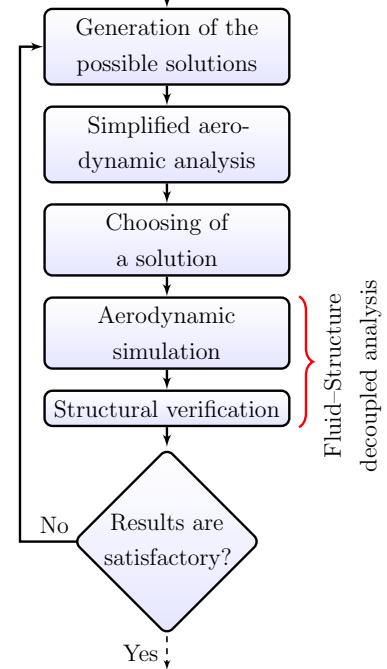 Generation of the
possible solutions
Simplified aero-
dynamic analysis
Choosing of
a solution
Aerodynamic
simulation
Structural verification
Fluid–Structure
decoupled analysis
Results are
satisfactory?
No
Yes